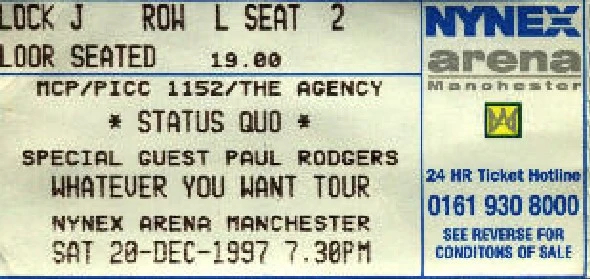 LOCK J ROW L SEAT 2
LOOR SEATED 19.00
MCP/PICC 1152/THE AGENCY
* STATUS QUO *
SPECIAL GUEST PAUL RODGERS
WHATEVER YOU WANT TOUR
NYNEX ARENA MANCHESTER
SAT 20-DEC-1997 7.30PM
NYNEX
arena
Manchester
24 HR Ticket Hotline
0161 930 8000
SEE REVERSE FOR
CONDITONS OF SALE